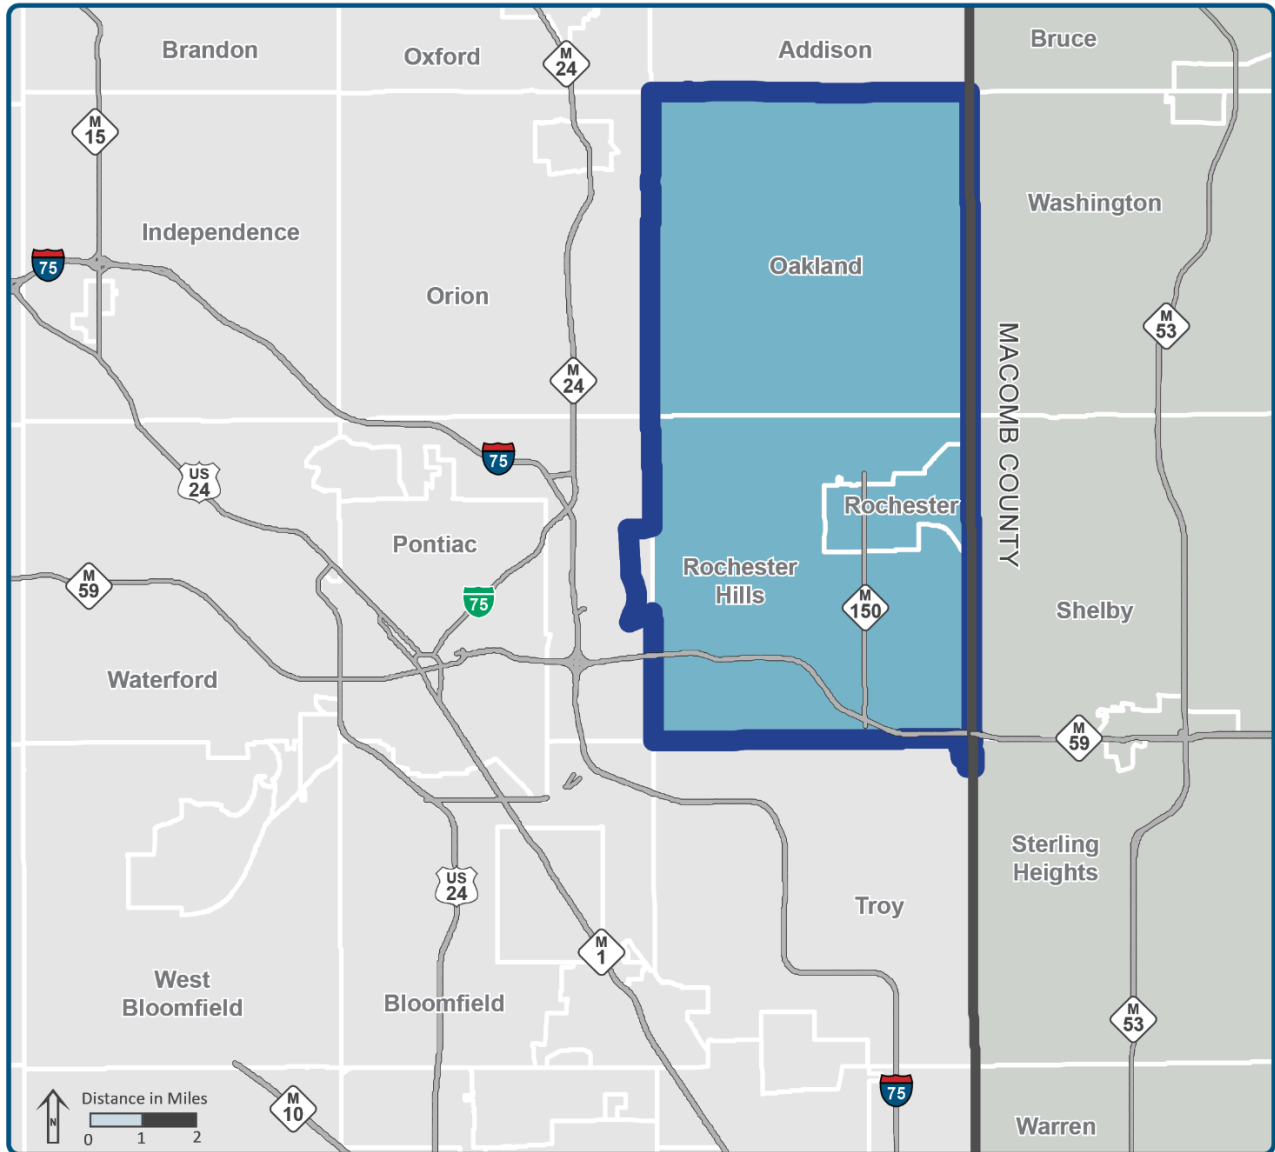 Brandon
Oxford
M
24
Addison
Bruce
M
15
Independence
Washington
75
Oakland
Orion
M
53
M
24
MACOMB COUNTY
75
US
24
Rochester
Pontiac
M
59
Rochester
Hills
75
M
150
Shelby
Waterford
M
59
Sterling
Heights
US
24
Troy
M
1
West
Bloomfield
Bloomfield
M
53
75
Distance in Miles
N
0 1 2
M
10
Warren